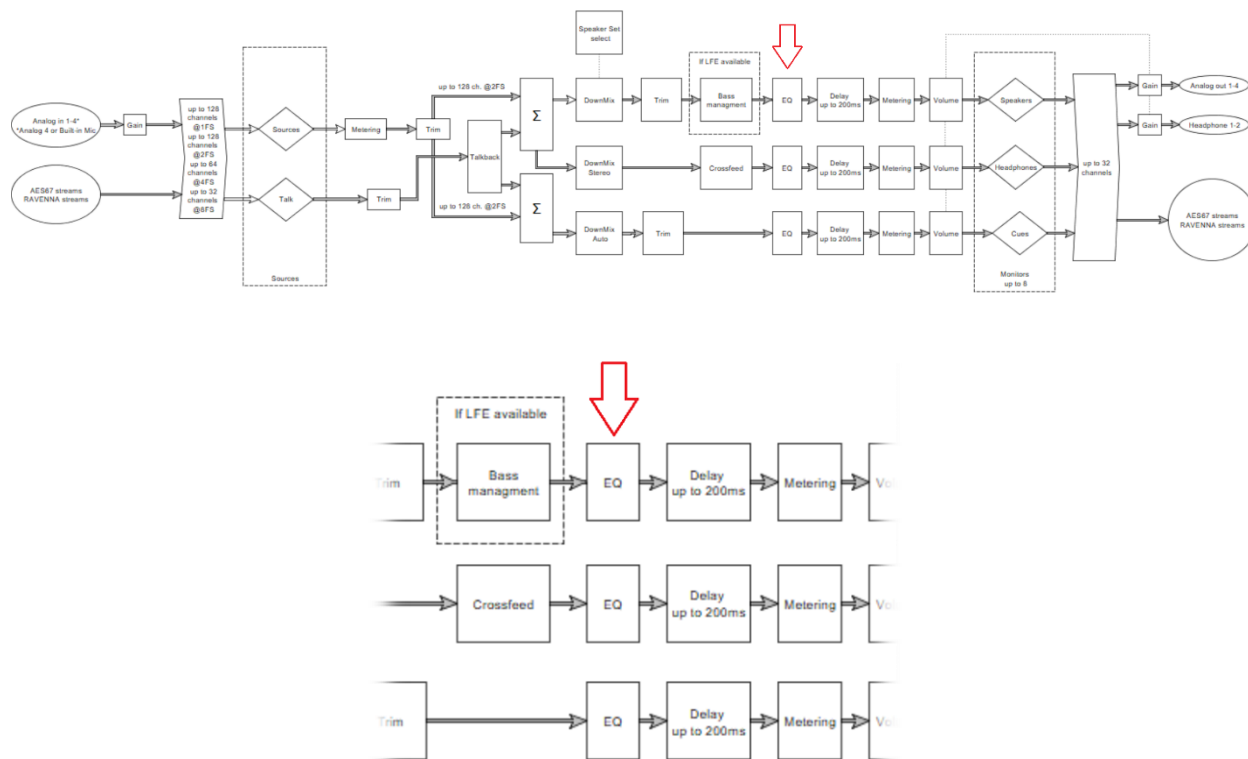 Speaker Set
select
up to 128 ch. @2FS
If LFE available
Analog in 1-4*
*Analog 4 or Built-in Mic
Gain
up to 128
channels
@1FS
up to 128
channels
@2FS
up to 64
channels
@4FS
up to 32
channels
@8FS
Sources
Metering
Trim
Talkback
Σ
DownMix
Trim
Bass
managment
EQ
Delay
up to 200ms
Metering
Volume
Speakers
Gain
Analog out 1-4
Gain
Headphone 1-2
DownMix
Stereo
Crossfeed
EQ
Delay
up to 200ms
Metering
Volume
Headphones
up to 32
channels
AES67 streams
RAVENNA streams
Talk
Trim
up to 128 ch. @2FS
Σ
DownMix
Auto
Trim
EQ
Delay
up to 200ms
Metering
Volume
Cues
AES67 streams
RAVENNA streams
Sources
Monitors
up to 8
If LFE available
Trim
Bass
managment
EQ
Delay
up to 200ms
Metering
Vol
Crossfeed
EQ
Delay
up to 200ms
Metering
Vol
Trim
EQ
Delay
up to 200ms
Metering
Vol